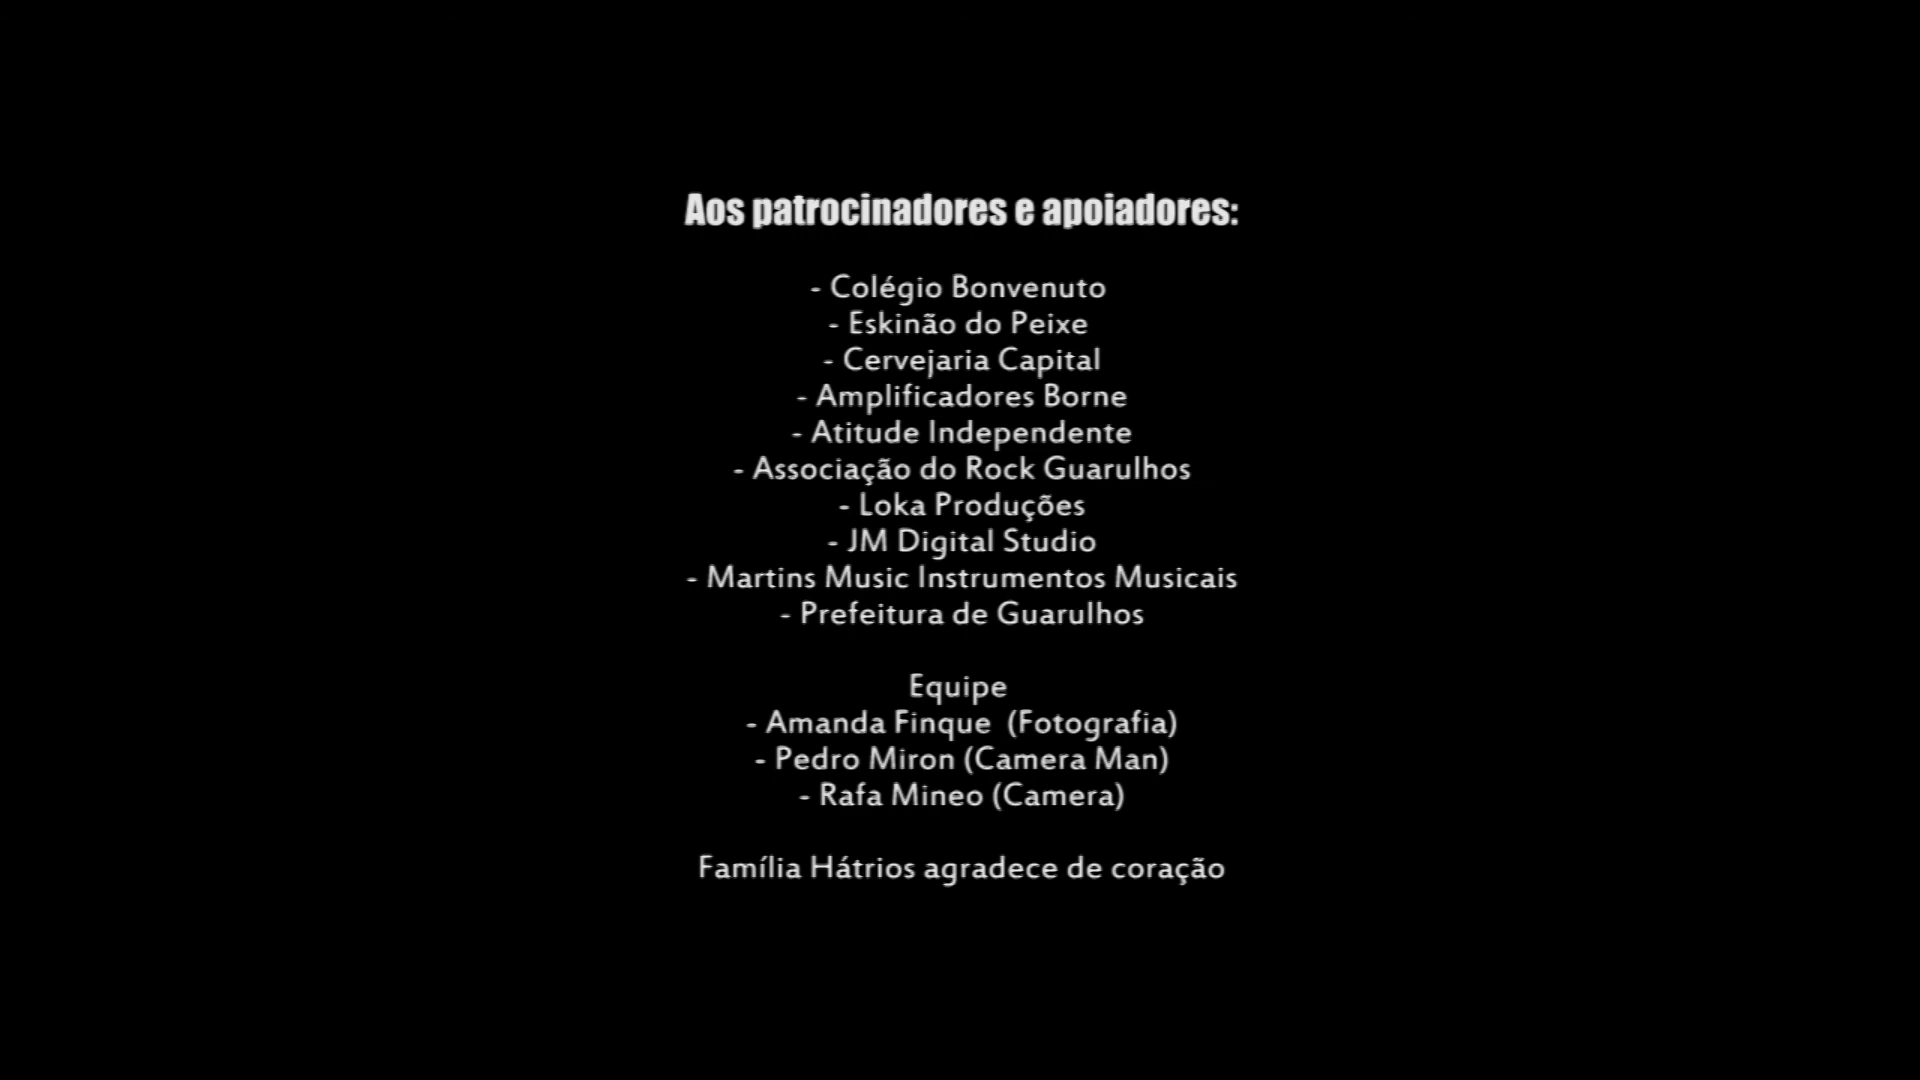 Aos patrocinadores e apoiadores:
- Colégio Bonvenuto
- Eskinão do Peixe
- Cervejaria Capital
- Amplificadores Borne
- Atitude Independente
- Associação do Rock Guarulhos
- Loka Produções
- JM Digital Studio
- Martins Music Instrumentos Musicais
- Prefeitura de Guarulhos
Equipe
- Amanda Finque  (Fotografia)
- Pedro Miron (Camera Man)
- Rafa Mineo (Camera)
Família Hátrios agradece de coração